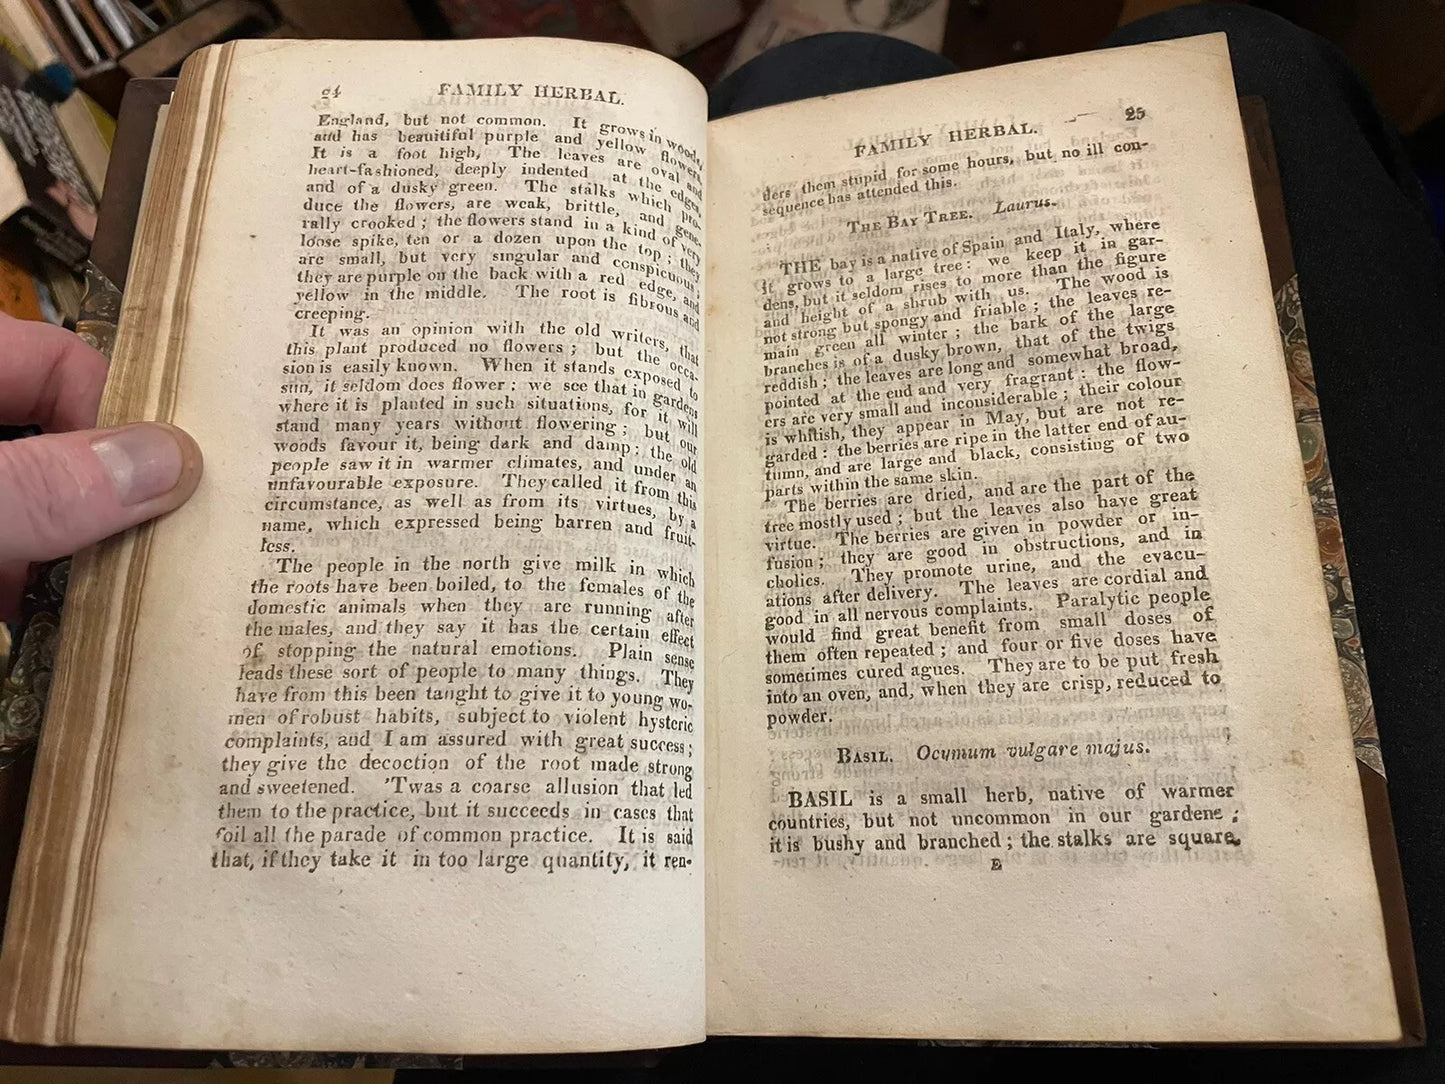 24 FAMILY HERBAL.
England, but not common. It grows in woods,
and has beautiful purple and yellow flowers
It is a foot high, The leaves are oval and
heart-fashioned, deeply indented at the edges,
and of a dusky green. The stalks which pro-
duce the flowers, are weak, brittle, and gene-
rally crooked ; the flowers stand in a kind of very
loose spike, ten or a dozen upon the top ; they
are small, but very singular and conspicuous ;
they are purple on the back with a red edge, and
yellow in the middle. The root is fibrous and
creeping.
It was an opinion with the old writers, that
this plant produced no flowers ; but the occa-
sion is easily known. When it stands exposed to
sun, it seldom does flower : we see that in gardens
where it is planted in such situations, for it will
stand many years without flowering ; but our
woods favour it, being dark and damp : the old
people saw it in warmer climates, and under an
unfavourable exposure. They called it from this
circumstance, as well as from its virtues, by a
name, which expressed being barren and fruit-
less.
The people in the north give milk in which
the roots have been boiled, to the females of the
domestic animals when they are running after
the males, and they say it has the certain effect
of stopping the natural emotions. Plain sense
leads these sort of people to many things. They
have from this been taught to give it to young wo-
men of robust habits, subject to violent hysteric
complaints, and I am assured with great success ;
they give the decoction of the root made strong
and sweetened. 'Twas a coarse allusion that led
them to the practice, but it succeeds in cases that
foil all the parade of common practice. It is said
that, if they take it in too large quantity, it ren-
FAMILY HERBAL. 25
ders them stupid for some hours, but no ill con-
sequence has attended this.
THE BAY TREE. Laurus.
THE bay is a native of Spain and Italy, where
it grows to a large tree : we keep it in gar-
dens, but it seldom rises to more than the figure
and height of a shrub with us. The wood is
not strong but spongy and friable ; the leaves re-
main green all winter ; the bark of the large
branches is of a dusky brown, that of the twigs
reddish ; the leaves are long and somewhat broad,
pointed at the end and very fragrant : the flow-
ers are very small and inconsiderable ; their colour
is whitish, they appear in May, but are not re-
garded : the berries are ripe in the latter end of au-
tumn, and are large and black, consisting of two
parts within the same skin.
The berries are dried, and are the part of the
tree mostly used ; but the leaves also have great
virtue. The berries are given in powder or in-
fusion ; they are good in obstructions, and in
cholics. They promote urine, and the evacu-
ations after delivery. The leaves are cordial and
good in all nervous complaints. Paralytic people
would find great benefit from small doses of
them often repeated ; and four or five doses have
sometimes cured agues. They are to be put fresh
into an oven, and, when they are crisp, reduced to
powder.
BASIL. Ocymum vulgare majus.
BASIL is a small herb, native of warmer
countries, but not uncommon in our gardene ;
it is bushy and branched ; the stalks are square,
E